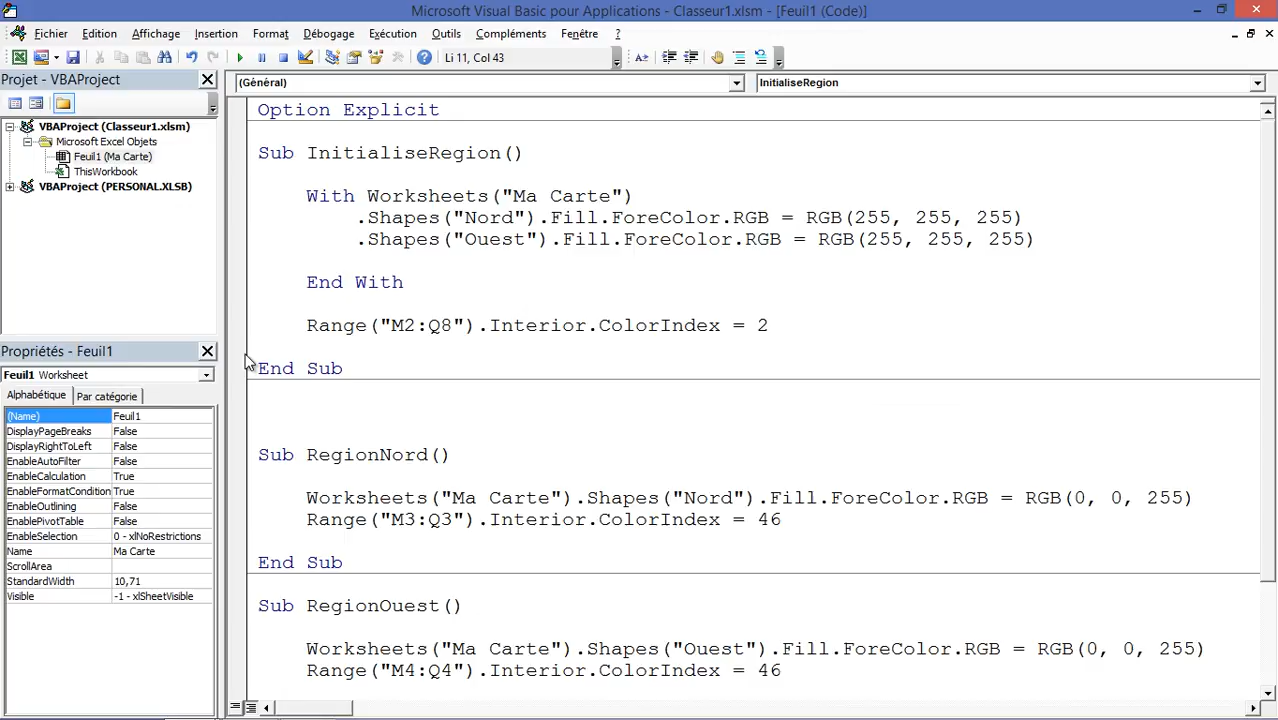 Microsoft Visual Basic pour Applications - Classeur1.xlsm - [Feuil1 (Code)]
Fichier Edition Affichage Insertion Format Débogage Exécution Outils Compléments Fenêtre ?
Li 11, Col 43
Projet - VBAProject
(Général) InitialiseRegion
VBAProject (Classeur1.xlsm)
Microsoft Excel Objets
Feuil1 (Ma Carte)
ThisWorkbook
VBAProject (PERSONAL.XLSB)
Propriétés - Feuil1
Feuil1 Worksheet
Alphabétique Par catégorie
(Name) Feuil1
DisplayPageBreaks False
DisplayRightToLeft False
EnableAutoFilter False
EnableCalculation True
EnableFormatCondition True
EnableOutlining False
EnablePivotTable False
EnableSelection 0 - xlNoRestrictions
Name Ma Carte
ScrollArea
StandardWidth 10,71
Visible -1 - xlSheetVisible
Option Explicit
Sub InitialiseRegion()
With Worksheets("Ma Carte")
.Shapes("Nord").Fill.ForeColor.RGB = RGB(255, 255, 255)
.Shapes("Ouest").Fill.ForeColor.RGB = RGB(255, 255, 255)
End With
Range("M2:Q8").Interior.ColorIndex = 2
End Sub
Sub RegionNord()
Worksheets("Ma Carte").Shapes("Nord").Fill.ForeColor.RGB = RGB(0, 0, 255)
Range("M3:Q3").Interior.ColorIndex = 46
End Sub
Sub RegionOuest()
Worksheets("Ma Carte").Shapes("Ouest").Fill.ForeColor.RGB = RGB(0, 0, 255)
Range("M4:Q4").Interior.ColorIndex = 46